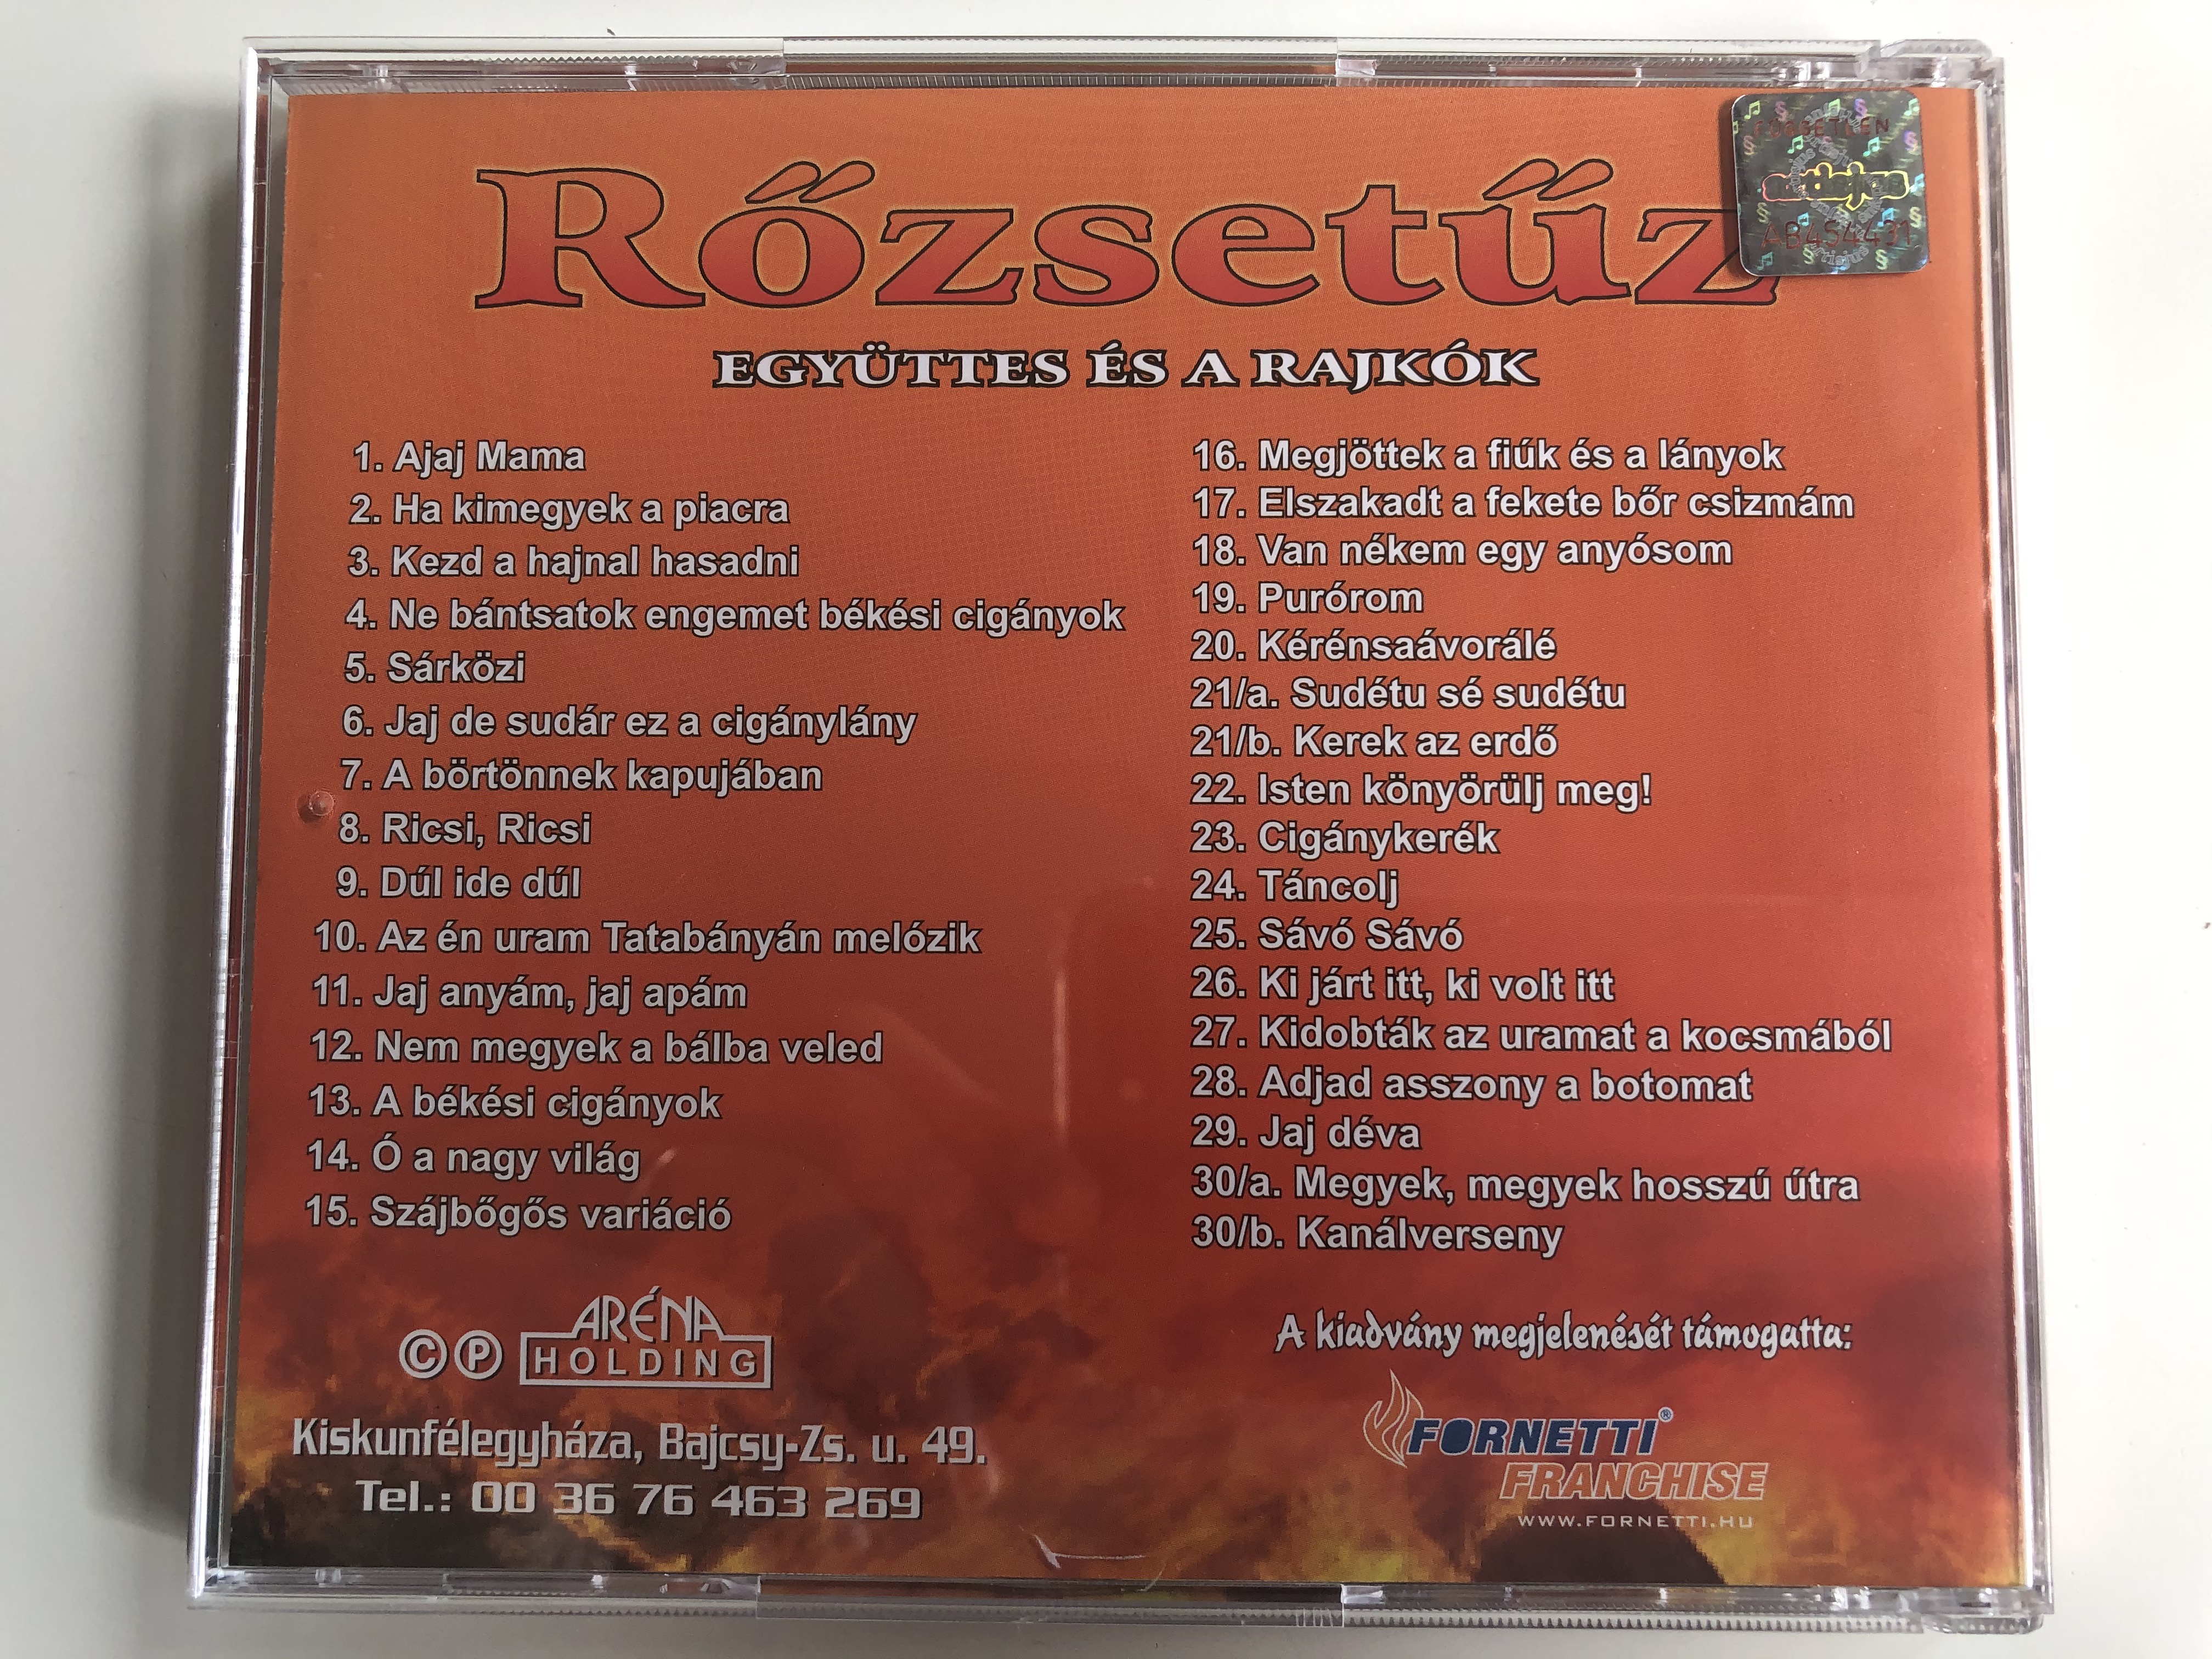 Rőzsetűz
EGYÜTTES ÉS A RAJKÓK
1. Ajaj Mama
2. Ha kimegyek a piacra
3. Kezd a hajnal hasadni
4. Ne bántsatok engemet békési cigányok
5. Sárközi
6. Jaj de sudár ez a cigánylány
7. A börtönnek kapujában
8. Ricsi, Ricsi
9. Dúl ide dúl
10. Az én uram Tatabányán melózik
11. Jaj anyám, jaj apám
12. Nem megyek a bálba veled
13. A békési cigányok
14. Ó a nagy világ
15. Szájbőgős variáció
16. Megjöttek a fiúk és a lányok
17. Elszakadt a fekete bőr csizmám
18. Van nékem egy anyósom
19. Purórom
20. Kérénsaávorálé
21/a. Sudétu sé sudétu
21/b. Kerek az erdő
22. Isten könyörülj meg!
23. Cigánykerék
24. Táncolj
25. Sávó Sávó
26. Ki járt itt, ki volt itt
27. Kidobták az uramat a kocsmából
28. Adjad asszony a botomat
29. Jaj déva
30/a. Megyek, megyek hosszú útra
30/b. Kanálverseny
© ℗ ARÉNA
HOLDING
Kiskunfélegyháza, Bajcsy-Zs. u. 49.
Tel.: 00 36 76 463 269
A kiadvány megjelenését támogatta:
FORNETTI®
FRANCHISE
WWW.FORNETTI.HU
AB454431